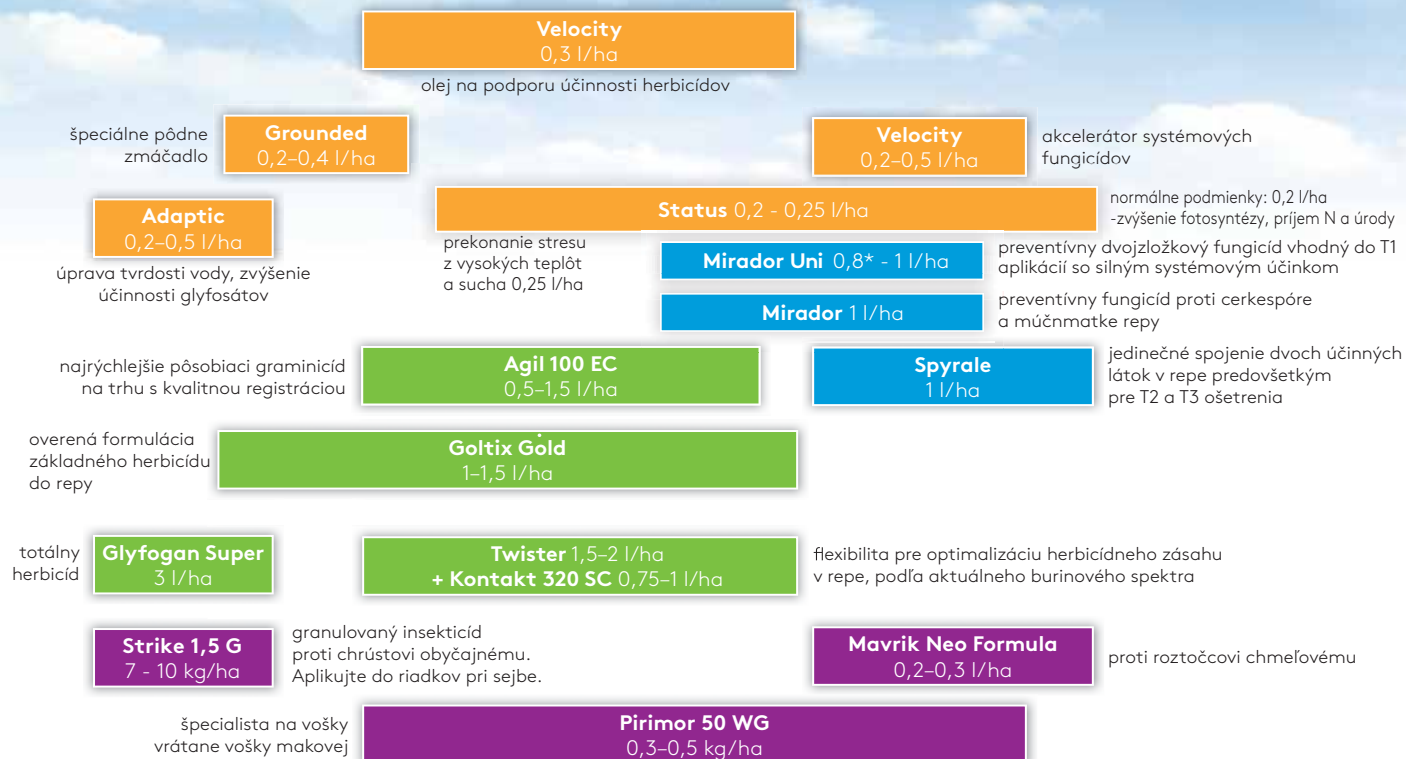 Velocity
0,3 l/ha
olej na podporu účinnosti herbicídov
špeciálne pôdne
zmáčadlo
Grounded
0,2–0,4 l/ha
Velocity
0,2–0,5 l/ha
akcelerátor systémových
fungicídov
Adaptic
0,2–0,5 l/ha
úprava tvrdosti vody, zvýšenie
účinnosti glyfosátov
Status 0,2 - 0,25 l/ha
normálne podmienky: 0,2 l/ha
-zvýšenie fotosyntézy, príjem N a úrody
prekonanie stresu
z vysokých teplôt
a sucha 0,25 l/ha
Mirador Uni 0,8* - 1 l/ha
preventívny dvojzložkový fungicíd vhodný do T1
aplikácií so silným systémovým účinkom
Mirador 1 l/ha
preventívny fungicíd proti cerkespóre
a múčnmatke repy
najrýchlejšie pôsobiaci graminicíd
na trhu s kvalitnou registráciou
Agil 100 EC
0,5–1,5 l/ha
Spyrale
1 l/ha
jedinečné spojenie dvoch účinných
látok v repe predovšetkým
pre T2 a T3 ošetrenia
overená formulácia
základného herbicídu
do repy
Goltix Gold
1–1,5 l/ha
totálny
herbicíd
Glyfogan Super
3 l/ha
Twister 1,5–2 l/ha
+ Kontakt 320 SC 0,75–1 l/ha
flexibilita pre optimalizáciu herbicídneho zásahu
v repe, podľa aktuálneho burinového spektra
Strike 1,5 G
7 - 10 kg/ha
granulovaný insekticíd
proti chrústovi obyčajnému.
Aplikujte do riadkov pri sejbe.
Mavrik Neo Formula
0,2–0,3 l/ha
proti roztočcovi chmeľovému
špecialista na vošky
vrátane vošky makovej
Pirimor 50 WG
0,3–0,5 kg/ha